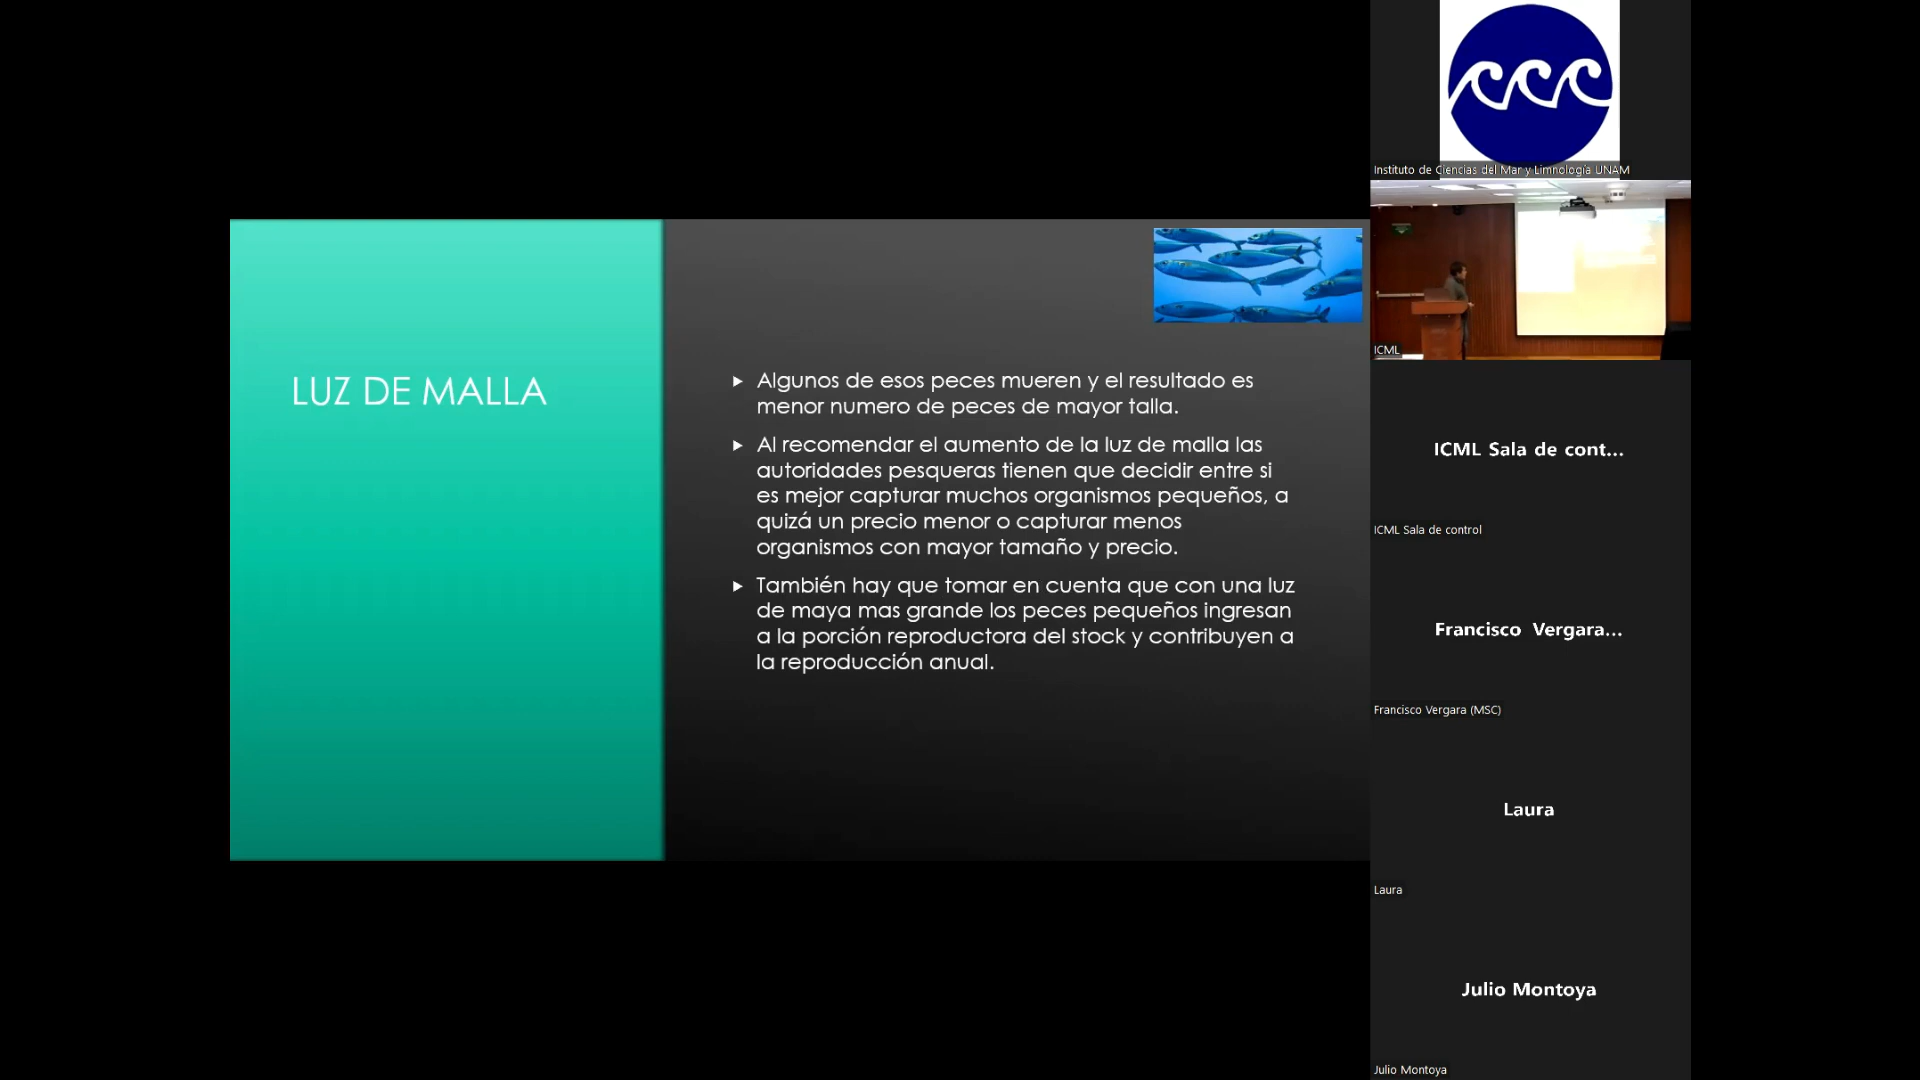 LUZ DE MALLA
Algunos de esos peces mueren y el resultado es
menor numero de peces de mayor talla.
Al recomendar el aumento de la luz de malla las
autoridades pesqueras tienen que decidir entre si
es mejor capturar muchos organismos pequeños, a
quizá un precio menor o capturar menos
organismos con mayor tamaño y precio.
También hay que tomar en cuenta que con una luz
de maya mas grande los peces pequeños ingresan
a la porción reproductora del stock y contribuyen a
la reproducción anual.
Instituto de Ciencias del Mar y Limnología UNAM
ICML
ICML Sala de cont...
ICML Sala de control
Francisco Vergara...
Francisco Vergara (MSC)
Laura
Laura
Julio Montoya
Julio Montoya